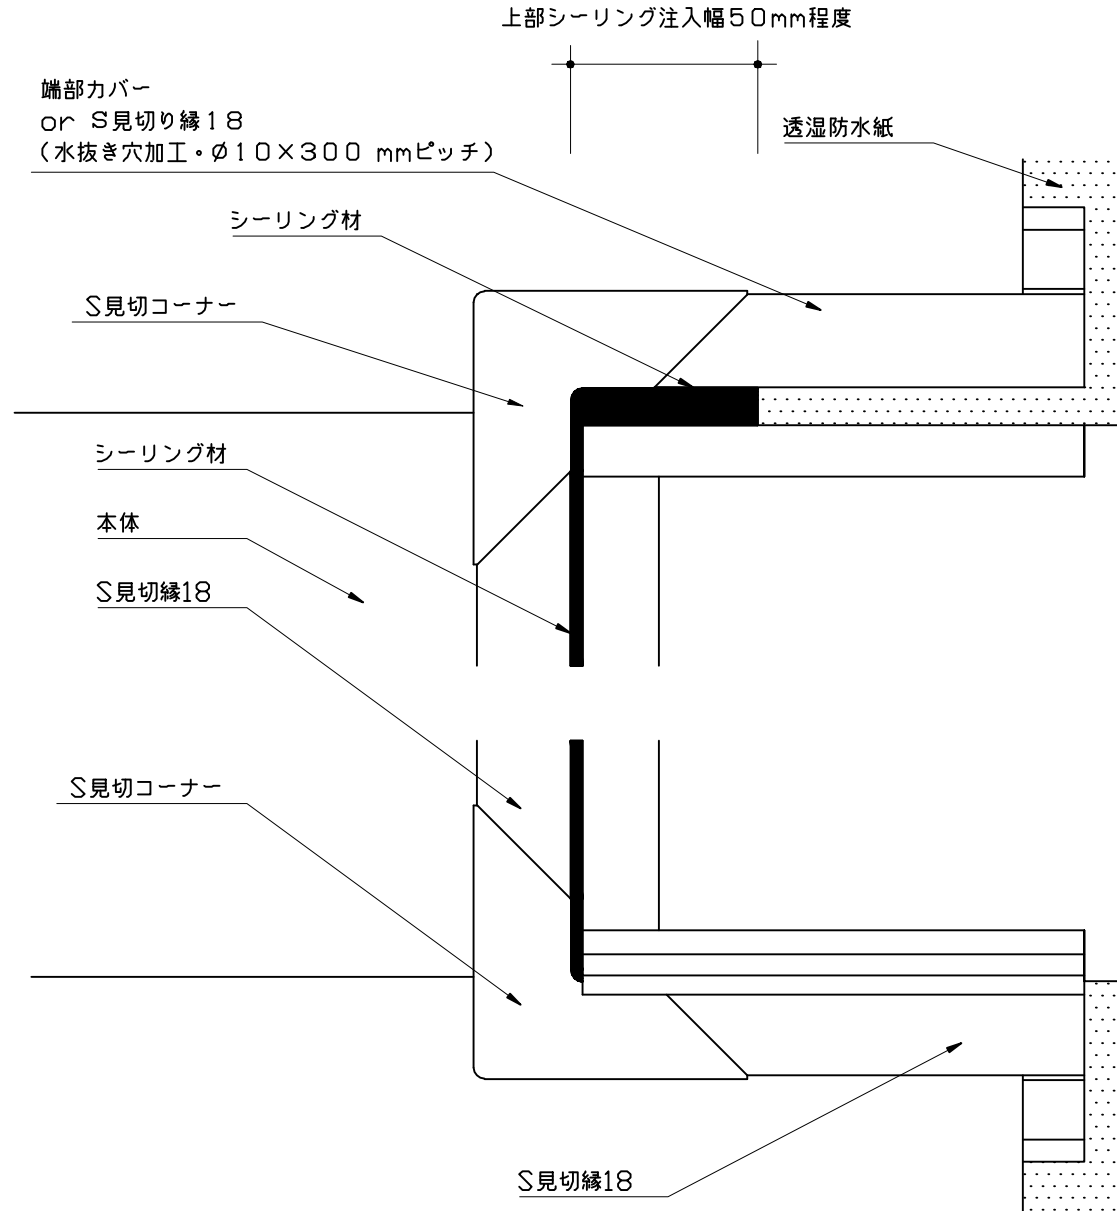 上部シーリング注入幅50mm程度
端部カバー
or S見切り縁18
(水抜き穴加工・Ø10×300 mmピッチ)
透湿防水紙
シーリング材
S見切コーナー
シーリング材
本体
S見切縁18
S見切コーナー
S見切縁18